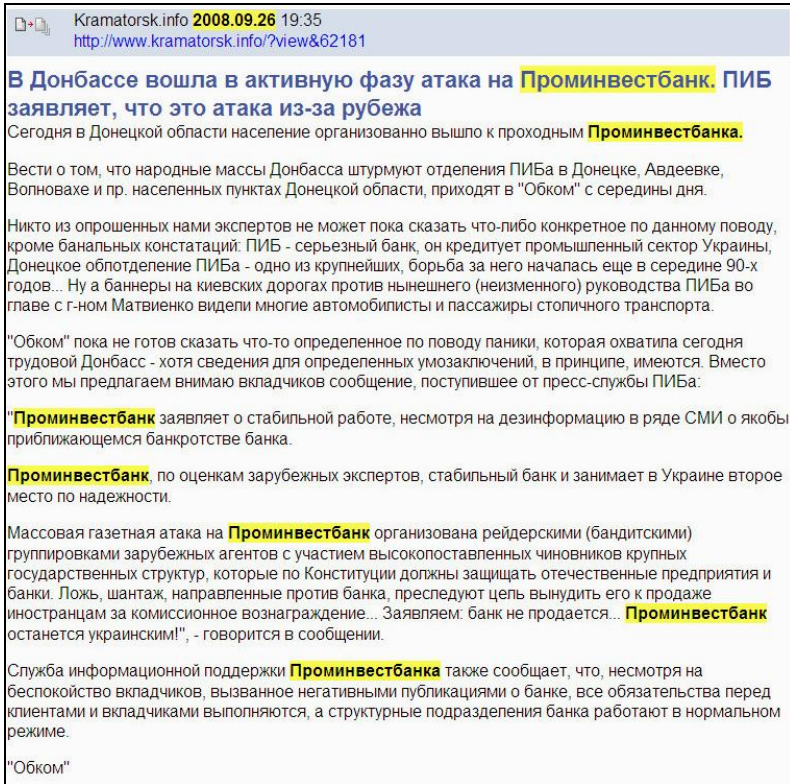 Kramatorsk.info 2008.09.26 19:35
http://www.kramatorsk.info/?view&62181
В Донбассе вошла в активную фазу атака на Проминвестбанк. ПИБ
заявляет, что это атака из-за рубежа
Сегодня в Донецкой области население организованно вышло к проходным Проминвестбанка.
Вести о том, что народные массы Донбасса штурмуют отделения ПИБа в Донецке, Авдеевке,
Волновахе и пр. населенных пунктах Донецкой области, приходят в "Обком" с середины дня.
Никто из опрошенных нами экспертов не может пока сказать что-либо конкретное по данному поводу,
кроме банальных констатаций: ПИБ - серьезный банк, он кредитует промышленный сектор Украины,
Донецкое облотделение ПИБа - одно из крупнейших, борьба за него началась еще в середине 90-х
годов... Ну а баннеры на киевских дорогах против нынешнего (неизменного) руководства ПИБа во
главе с г-ном Матвиенко видели многие автомобилисты и пассажиры столичного транспорта.
"Обком" пока не готов сказать что-то определенное по поводу паники, которая охватила сегодня
трудовой Донбасс - хотя сведения для определенных умозаключений, в принципе, имеются. Вместо
этого мы предлагаем внимаю вкладчиков сообщение, поступившее от пресс-службы ПИБа:
"Проминвестбанк заявляет о стабильной работе, несмотря на дезинформацию в ряде СМИ о якобы
приближающемся банкротстве банка.
Проминвестбанк, по оценкам зарубежных экспертов, стабильный банк и занимает в Украине второе
место по надежности.
Массовая газетная атака на Проминвестбанк организована рейдерскими (бандитскими)
группировками зарубежных агентов с участием высокопоставленных чиновников крупных
государственных структур, которые по Конституции должны защищать отечественные предприятия и
банки. Ложь, шантаж, направленные против банка, преследуют цель вынудить его к продаже
иностранцам за комиссионное вознаграждение... Заявляем: банк не продается... Проминвестбанк
останется украинским!", - говорится в сообщении.
Служба информационной поддержки Проминвестбанка также сообщает, что, несмотря на
беспокойство вкладчиков, вызванное негативными публикациями о банке, все обязательства перед
клиентами и вкладчиками выполняются, а структурные подразделения банка работают в нормальном
режиме.
"Обком"